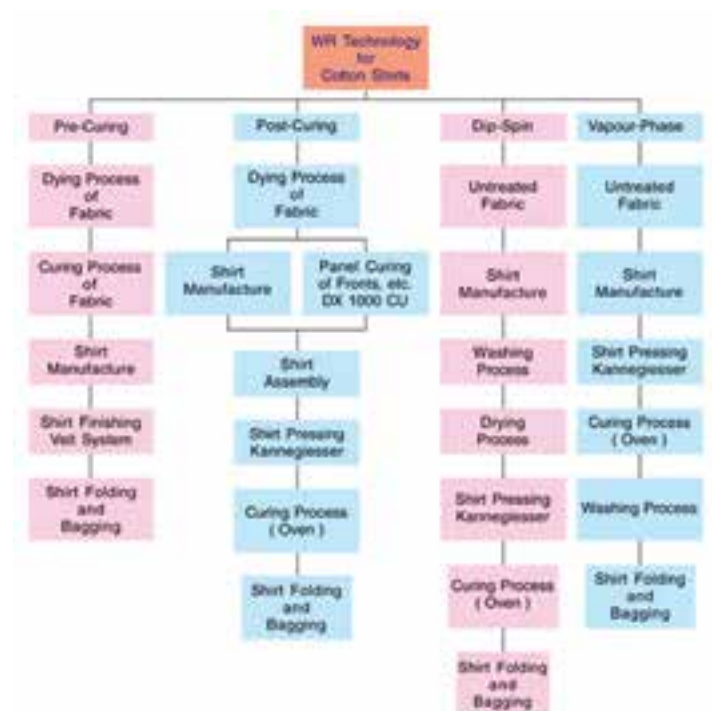 WR Technology
for
Cotton Shirts
Pre-Curing
Dying Process
of
Fabric
Curing Process
of
Fabric
Shirt
Manufacture
Shirt Finishing
Veit System
Shirt Folding
and
Bagging
Post-Curing
Dying Process
of
Fabric
Shirt
Manufacture
Panel Curing
of Fronts, etc.
DX 1000 CU
Shirt
Assembly
Shirt Pressing
Kannegiesser
Curing Process
( Oven )
Shirt Folding
and
Bagging
Dip-Spin
Untreated
Fabric
Shirt
Manufacture
Washing
Process
Drying
Process
Shirt Pressing
Kannegiesser
Curing Process
( Oven )
Shirt Folding
and
Bagging
Vapour-Phase
Untreated
Fabric
Shirt
Manufacture
Shirt Pressing
Kannegiesser
Curing Process
( Oven )
Washing Process
Shirt Folding
and
Bagging